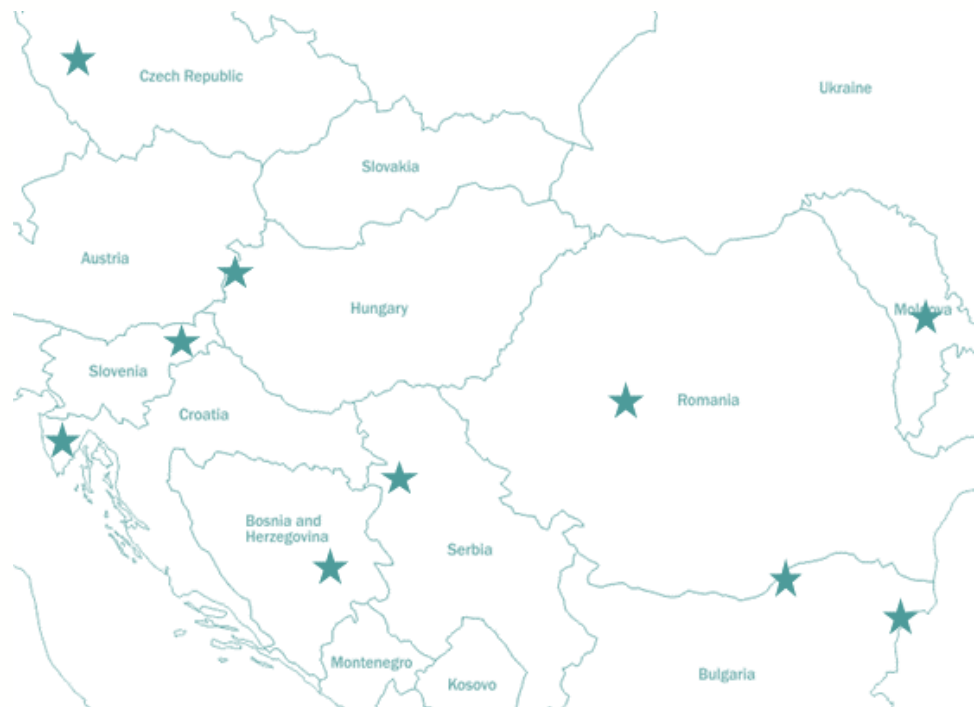 Czech Republic
Ukraine
Slovakia
Austria
Hungary
Moldova
Slovenia
Romania
Croatia
Bosnia and
Herzegovina
Serbia
Montenegro
Kosovo
Bulgaria